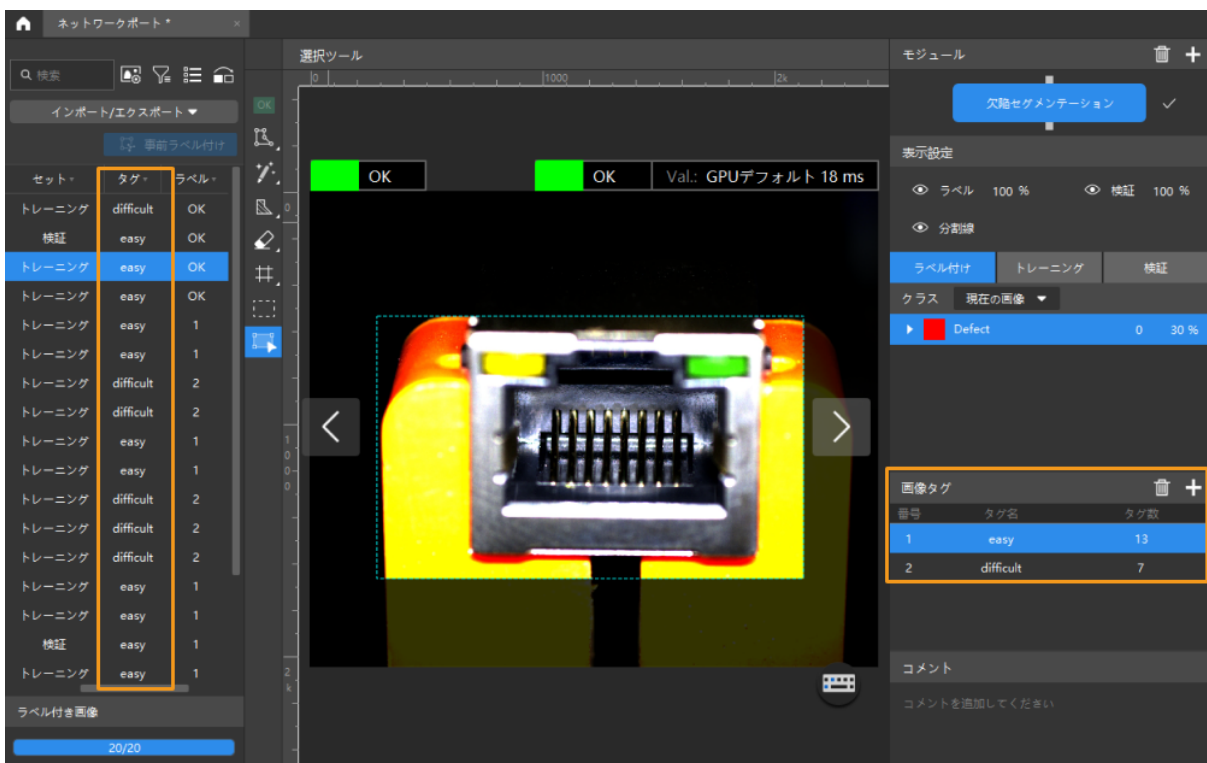 ネットワークポート * ×
検索
インポート/エクスポート
事前ラベル付け
セット タグ ラベル
トレーニング difficult OK
検証 easy OK
トレーニング easy OK
トレーニング easy OK
トレーニング easy 1
トレーニング easy 1
トレーニング difficult 2
トレーニング difficult 2
トレーニング easy 1
トレーニング easy 1
トレーニング difficult 2
トレーニング difficult 2
トレーニング difficult 2
トレーニング easy 1
トレーニング easy 1
検証 easy 1
トレーニング easy 1
ラベル付き画像
20/20
OK
選択ツール
0 1000 2k
0
1000
2k
OK
OK Val.: GPUデフォルト 18 ms
モジュール
欠陥セグメンテーション
表示設定
ラベル 100 % 検証 100 %
分割線
ラベル付け トレーニング 検証
クラス 現在の画像
Defect 0 30 %
画像タグ
番号 タグ名 タグ数
1 easy 13
2 difficult 7
コメント
コメントを追加してください